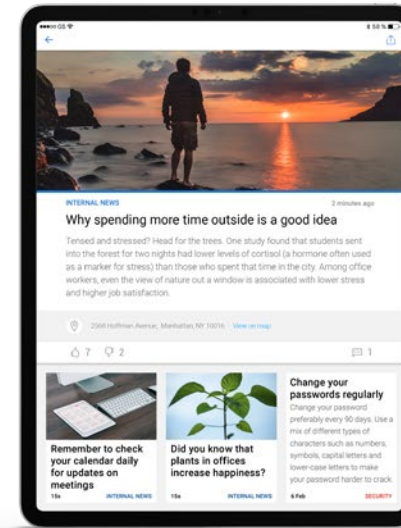 GS
58 %
INTERNAL NEWS
2 minutes ago
Why spending more time outside is a good idea
Tensed and stressed? Head for the trees. One study found that students sent
into the forest for two nights had lower levels of cortisol (a hormone often used
as a marker for stress) than those who spent that time in the city. Among office
workers, even the view of nature out a window is associated with lower stress
and higher job satisfaction.
2568 Hoffman Avenue, Manhattan, NY 10016 View on map
7 2 1
Remember to check
your calendar daily
for updates on
meetings
15s INTERNAL NEWS
Did you know that
plants in offices
increase happiness?
15s INTERNAL NEWS
Change your
passwords regularly
Change your password
preferably every 90 days. Use a
mix of different types of
characters such as numbers,
symbols, capital letters and
lower-case letters to make
your password harder to crack.
6 Feb SECURITY